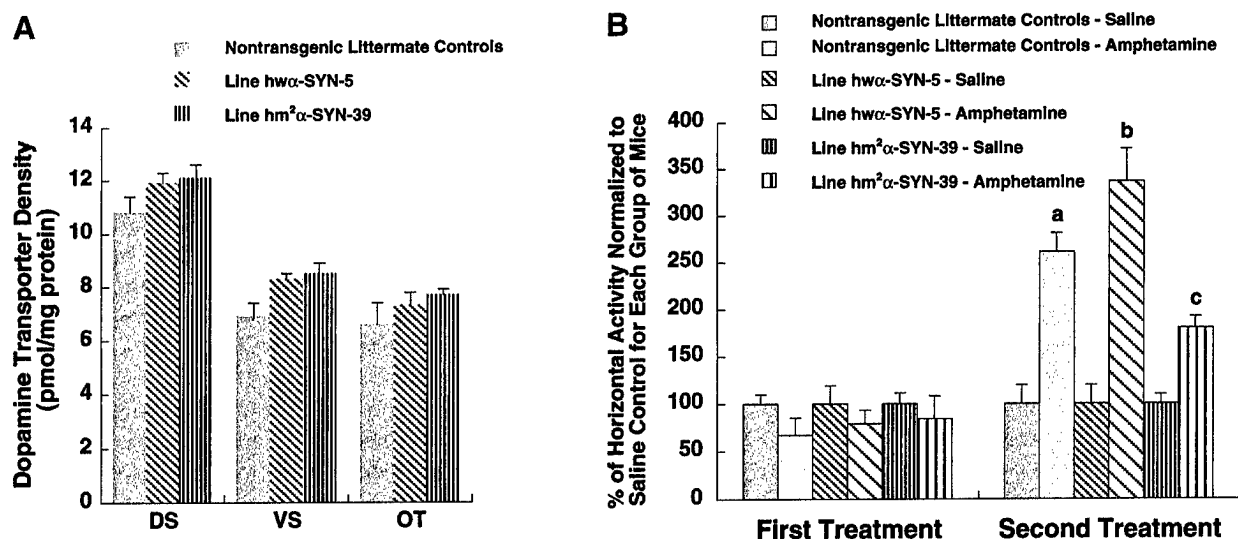 A
Nontransgenic Littermate Controls
Line hwα-SYN-5
Line hm²α-SYN-39
Dopamine Transporter Density
(pmol/mg protein)
14
12
10
8
6
4
2
0
DS VS OT
B
Nontransgenic Littermate Controls - Saline
Nontransgenic Littermate Controls - Amphetamine
Line hwα-SYN-5 - Saline
Line hwα-SYN-5 - Amphetamine
Line hm²α-SYN-39 - Saline
Line hm²α-SYN-39 - Amphetamine
% of Horizontal Activity Normalized to
Saline Control for Each Group of Mice
400
350
300
250
200
150
100
50
0
a
b
c
First Treatment Second Treatment